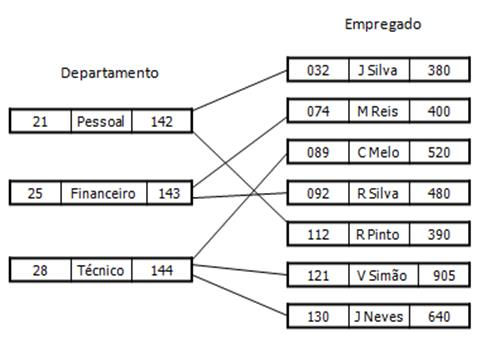 Departamento
21 Pessoal 142
25 Financeiro 143
28 Técnico 144
Empregado
032 J Silva 380
074 M Reis 400
089 C Melo 520
092 R Silva 480
112 R Pinto 390
121 V Simão 905
130 J Neves 640